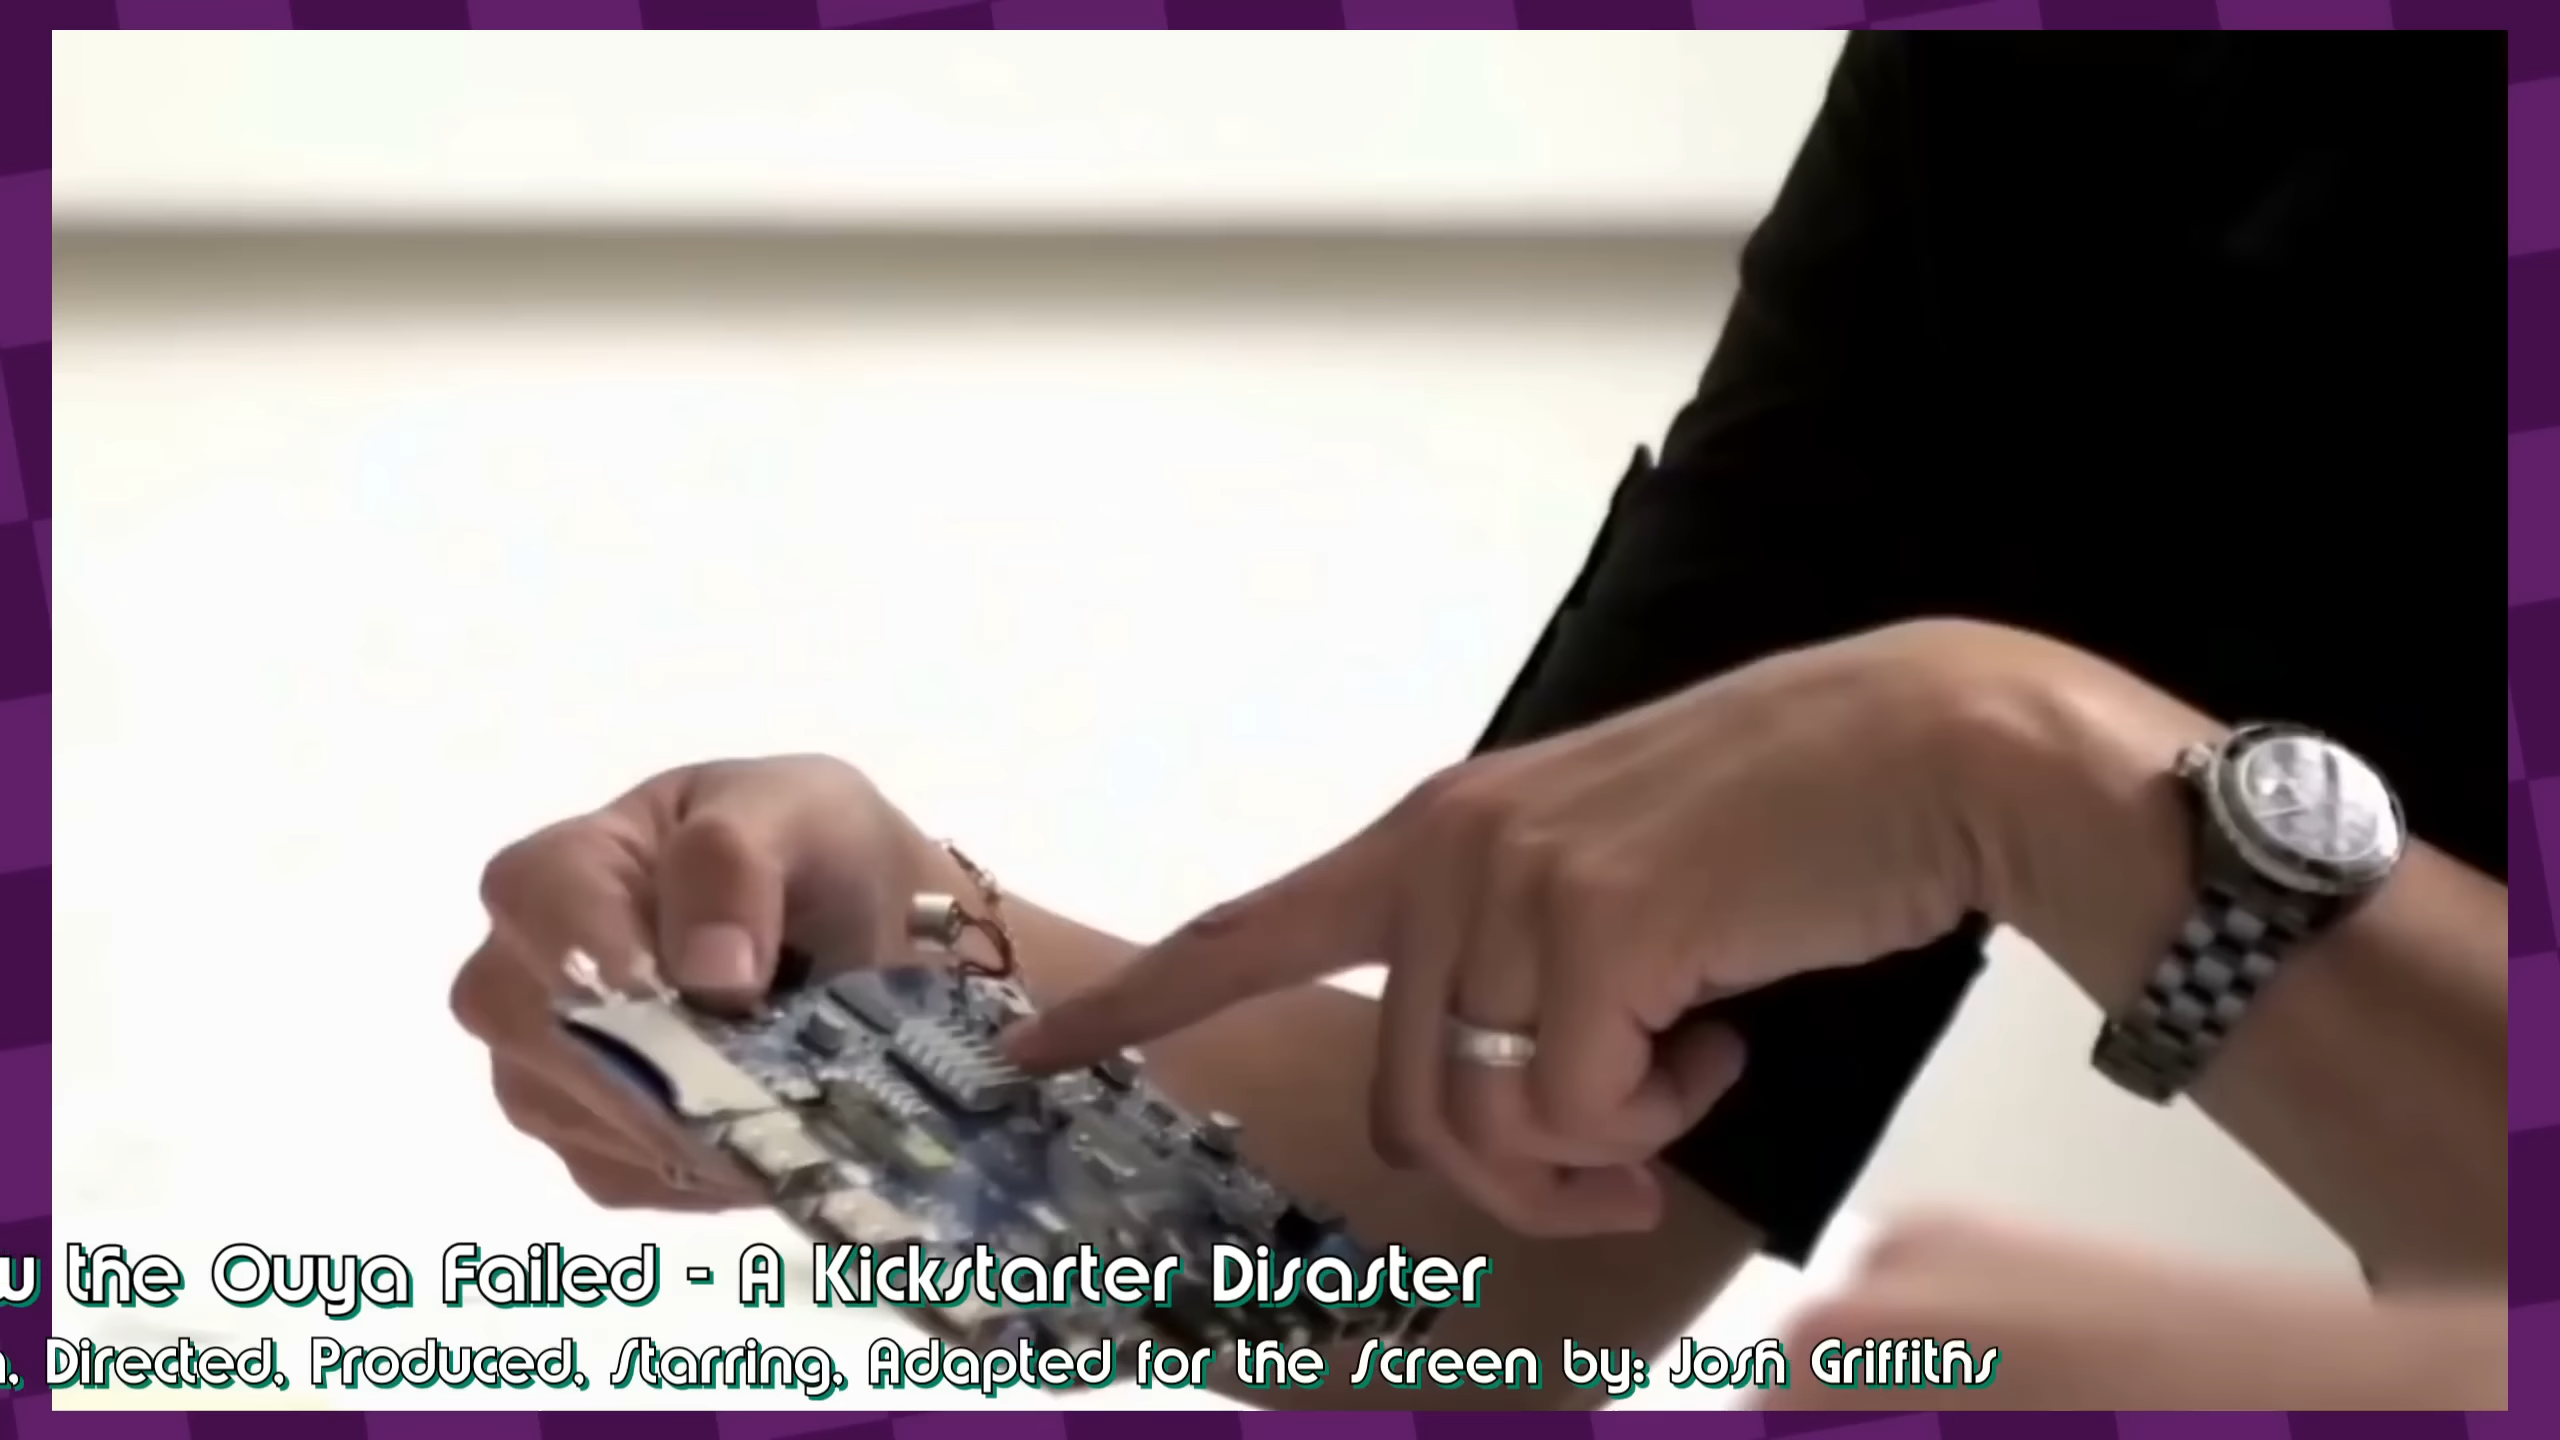 the Ouya Failed - A Kickstarter Disaster
Directed, Produced, Starring, Adapted for the Screen by: Josh Griffiths